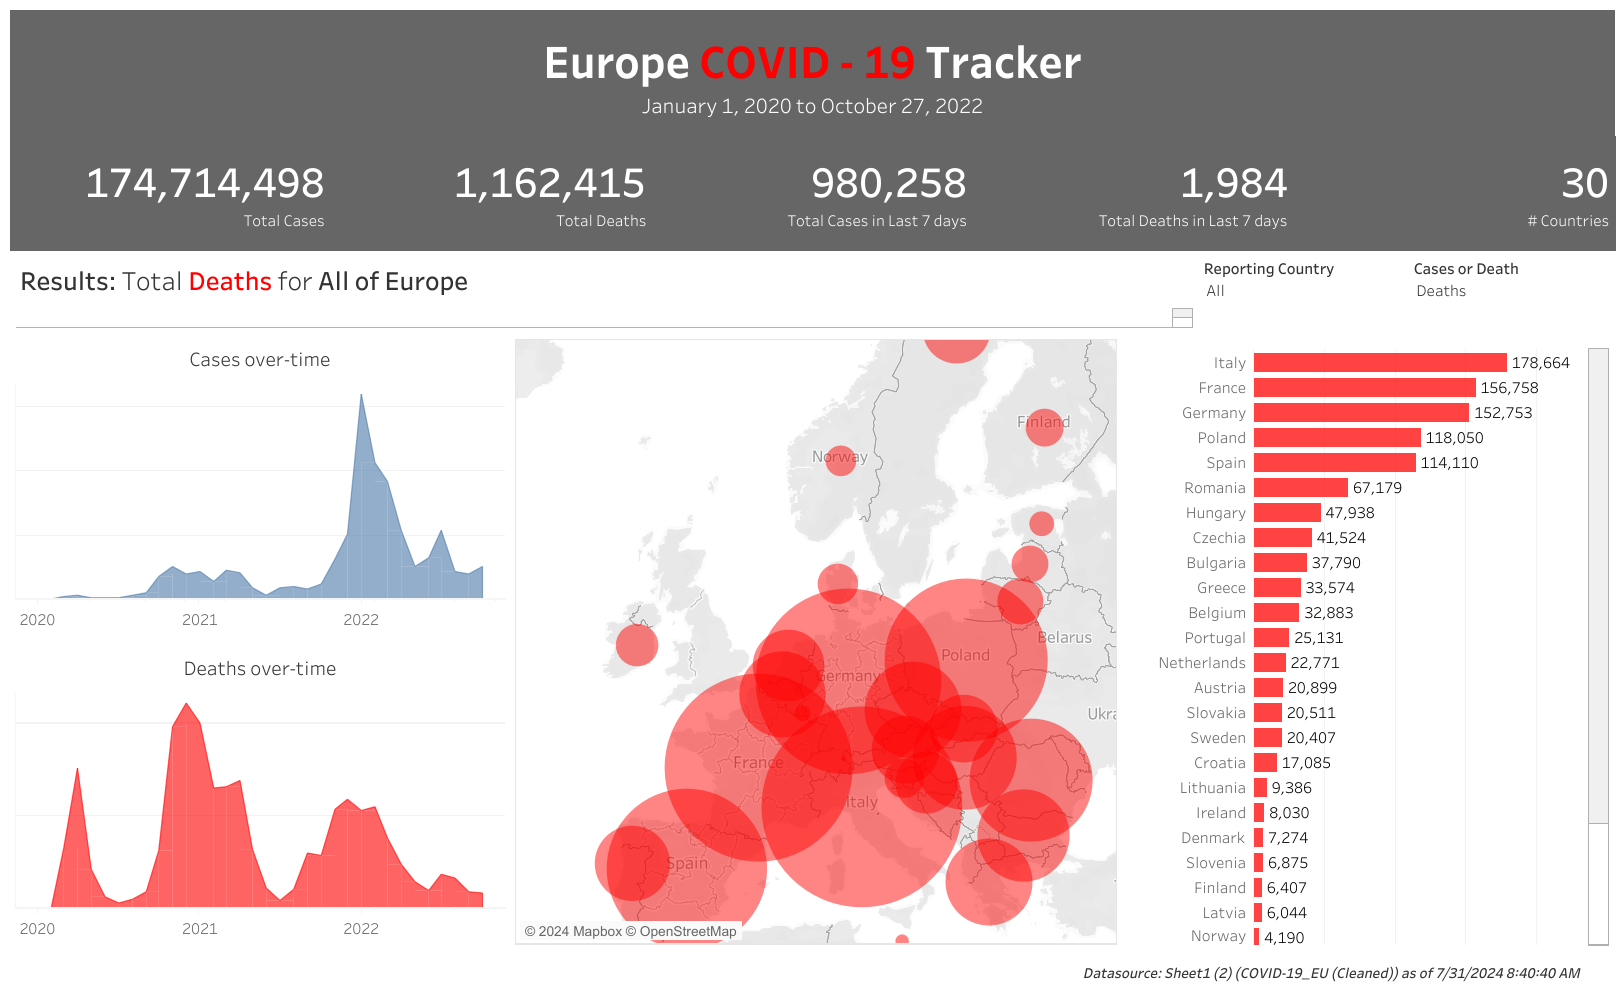 Europe COVID - 19 Tracker
January 1, 2020 to October 27, 2022
174,714,498
Total Cases
1,162,415
Total Deaths
980,258
Total Cases in Last 7 days
1,984
Total Deaths in Last 7 days
30
# Countries
Results: Total Deaths for All of Europe
Reporting Country
All
Cases or Death
Deaths
Cases over-time
2020
2021
2022
Deaths over-time
2020
2021
2022
Finland
Norway
Belarus
Poland
Germany
Ukra
France
Italy
Spain
© 2024 Mapbox © OpenStreetMap
Italy 178,664
France 156,758
Germany 152,753
Poland 118,050
Spain 114,110
Romania 67,179
Hungary 47,938
Czechia 41,524
Bulgaria 37,790
Greece 33,574
Belgium 32,883
Portugal 25,131
Netherlands 22,771
Austria 20,899
Slovakia 20,511
Sweden 20,407
Croatia 17,085
Lithuania 9,386
Ireland 8,030
Denmark 7,274
Slovenia 6,875
Finland 6,407
Latvia 6,044
Norway 4,190
Datasource: Sheet1 (2) (COVID-19_EU (Cleaned)) as of 7/31/2024 8:40:40 AM